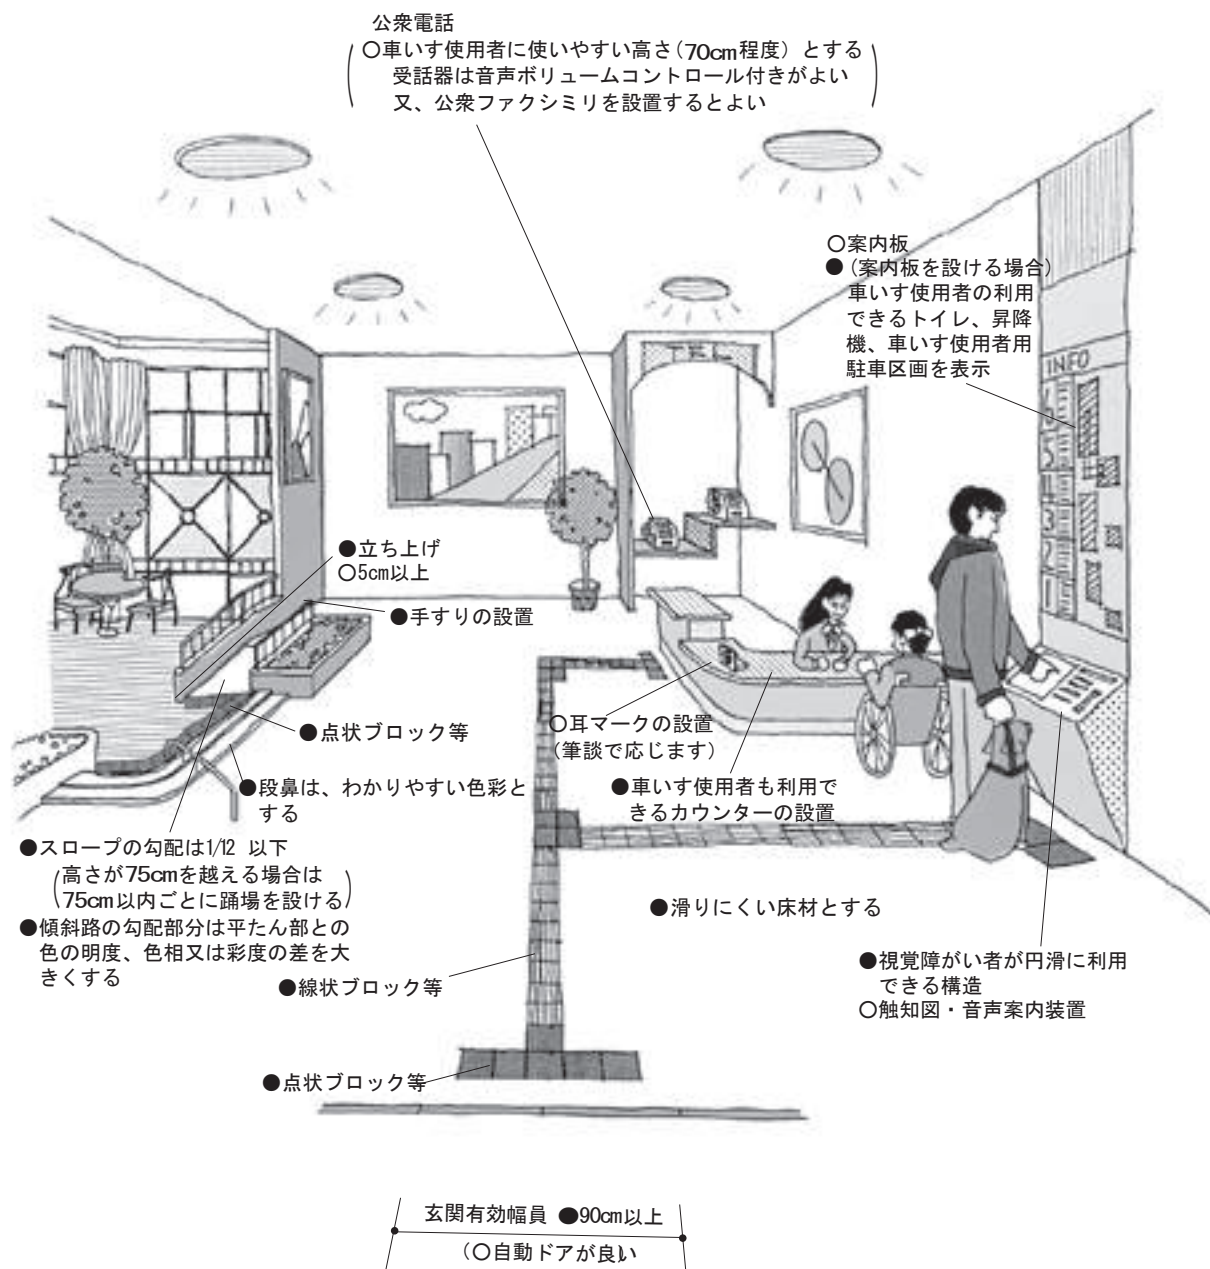 公衆電話
○車いす使用者に使いやすい高さ（70cm程度）とする
受話器は音声ボリュームコントロール付きがよい
又、公衆ファクシミリを設置するとよい
○案内板
●（案内板を設ける場合）
車いす使用者の利用
できるトイレ、昇降
機、車いす使用者用
駐車区画を表示
TEL
INFO
6
5
4
3
2
1
●立ち上げ
○5cm以上
●手すりの設置
●点状ブロック等
○耳マークの設置
（筆談で応じます）
●段鼻は、わかりやすい色彩と
する
●車いす使用者も利用で
きるカウンターの設置
●スロープの勾配は1/12 以下
（高さが75cmを越える場合は
75cm以内ごとに踊場を設ける）
●傾斜路の勾配部分は平たん部との
色の明度、色相又は彩度の差を大
きくする
●滑りにくい床材とする
●線状ブロック等
●視覚障がい者が円滑に利用
できる構造
○触知図・音声案内装置
●点状ブロック等
玄関有効幅員 ●90cm以上
（○自動ドアが良い